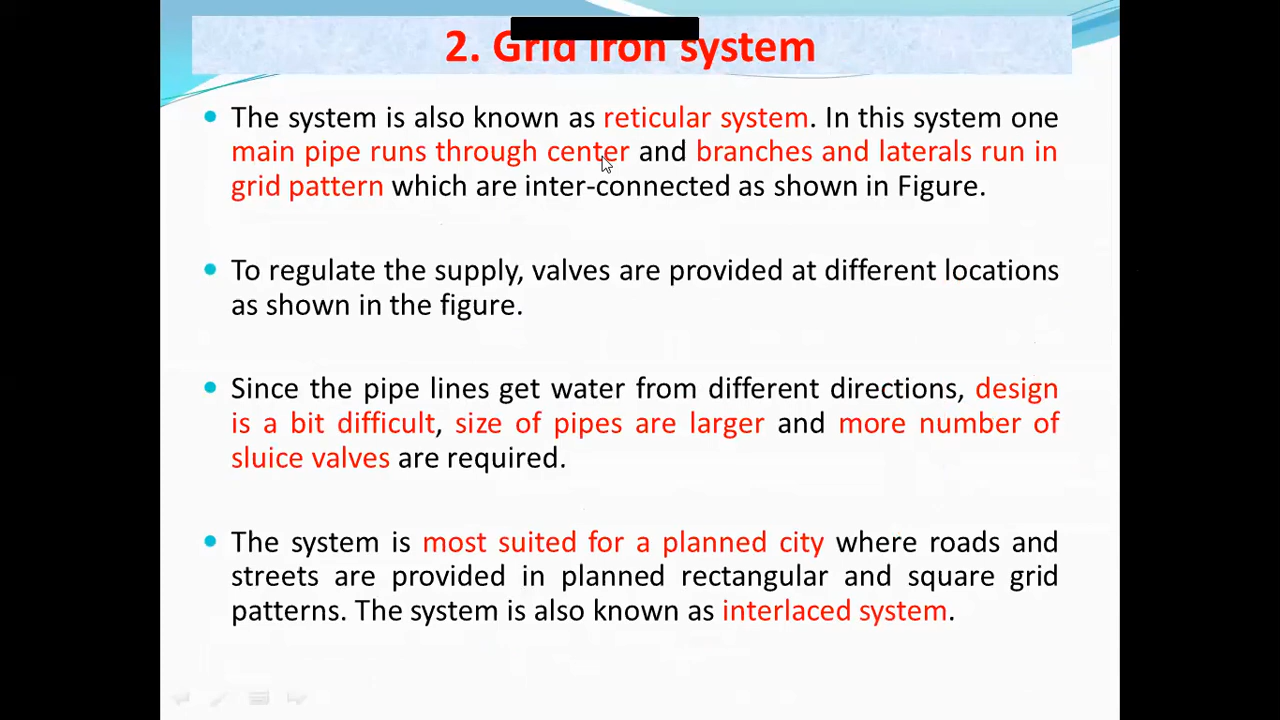 2. Grid iron system
The system is also known as reticular system. In this system one
main pipe runs through center and branches and laterals run in
grid pattern which are inter-connected as shown in Figure.
To regulate the supply, valves are provided at different locations
as shown in the figure.
Since the pipe lines get water from different directions, design
is a bit difficult, size of pipes are larger and more number of
sluice valves are required.
The system is most suited for a planned city where roads and
streets are provided in planned rectangular and square grid
patterns. The system is also known as interlaced system.